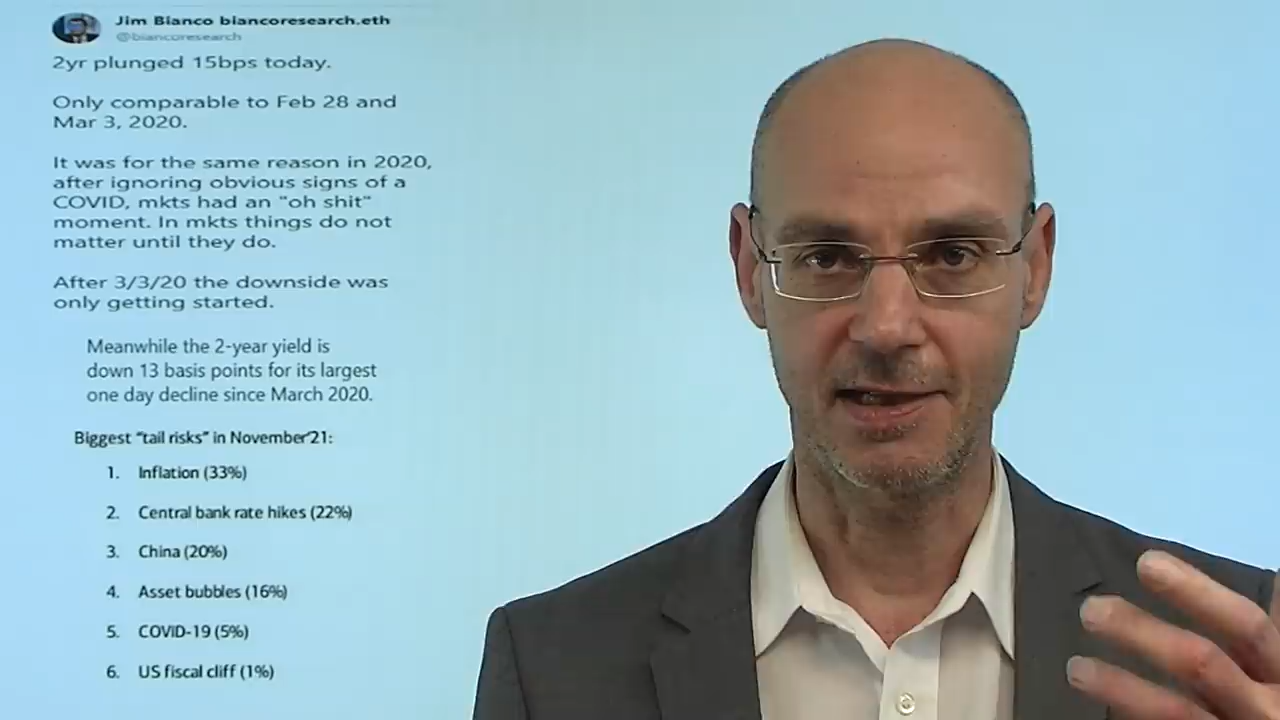 Jim Bianco biancoresearch.eth
@biancoresearch
2yr plunged 15bps today.
Only comparable to Feb 28 and
Mar 3, 2020.
It was for the same reason in 2020,
after ignoring obvious signs of a
COVID, mkts had an "oh shit"
moment. In mkts things do not
matter until they do.
After 3/3/20 the downside was
only getting started.
Meanwhile the 2-year yield is
down 13 basis points for its largest
one day decline since March 2020.
Biggest “tail risks” in November'21:
1. Inflation (33%)
2. Central bank rate hikes (22%)
3. China (20%)
4. Asset bubbles (16%)
5. COVID-19 (5%)
6. US fiscal cliff (1%)